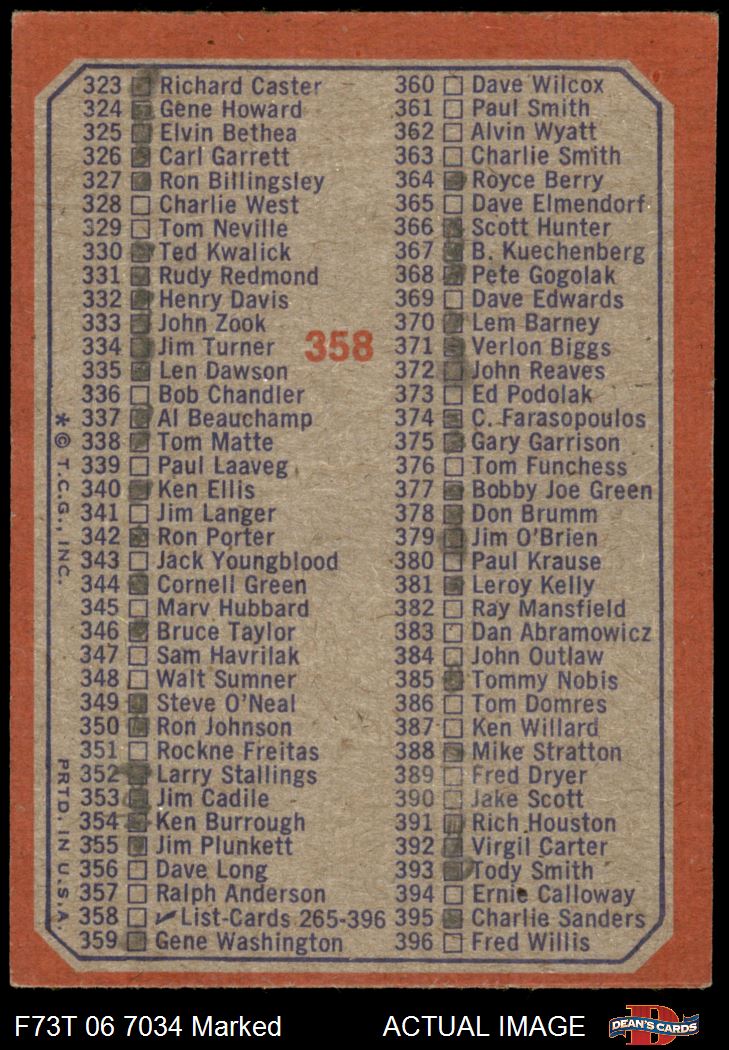 323 Richard Caster
324 Gene Howard
325 Elvin Bethea
326 Carl Garrett
327 Ron Billingsley
328 Charlie West
329 Tom Neville
330 Ted Kwalick
331 Rudy Redmond
332 Henry Davis
333 John Zook
334 Jim Turner
335 Len Dawson
336 Bob Chandler
337 Al Beauchamp
338 Tom Matte
339 Paul Laaveg
340 Ken Ellis
341 Jim Langer
342 Ron Porter
343 Jack Youngblood
344 Cornell Green
345 Marv Hubbard
346 Bruce Taylor
347 Sam Havrilak
348 Walt Sumner
349 Steve O'Neal
350 Ron Johnson
351 Rockne Freitas
352 Larry Stallings
353 Jim Cadile
354 Ken Burrough
355 Jim Plunkett
356 Dave Long
357 Ralph Anderson
358 ✓List-Cards 265-396
359 Gene Washington
358
360 Dave Wilcox
361 Paul Smith
362 Alvin Wyatt
363 Charlie Smith
364 Royce Berry
365 Dave Elmendorf
366 Scott Hunter
367 B. Kuechenberg
368 Pete Gogolak
369 Dave Edwards
370 Lem Barney
371 Verlon Biggs
372 John Reaves
373 Ed Podolak
374 C. Farasopoulos
375 Gary Garrison
376 Tom Funchess
377 Bobby Joe Green
378 Don Brumm
379 Jim O'Brien
380 Paul Krause
381 Leroy Kelly
382 Ray Mansfield
383 Dan Abramowicz
384 John Outlaw
385 Tommy Nobis
386 Tom Domres
387 Ken Willard
388 Mike Stratton
389 Fred Dryer
390 Jake Scott
391 Rich Houston
392 Virgil Carter
393 Tody Smith
394 Ernie Calloway
395 Charlie Sanders
396 Fred Willis
* © T.C.G., INC.
PRTD. IN U.S.A.
F73T 06 7034 Marked
ACTUAL IMAGE
D
DEAN'S CARDS